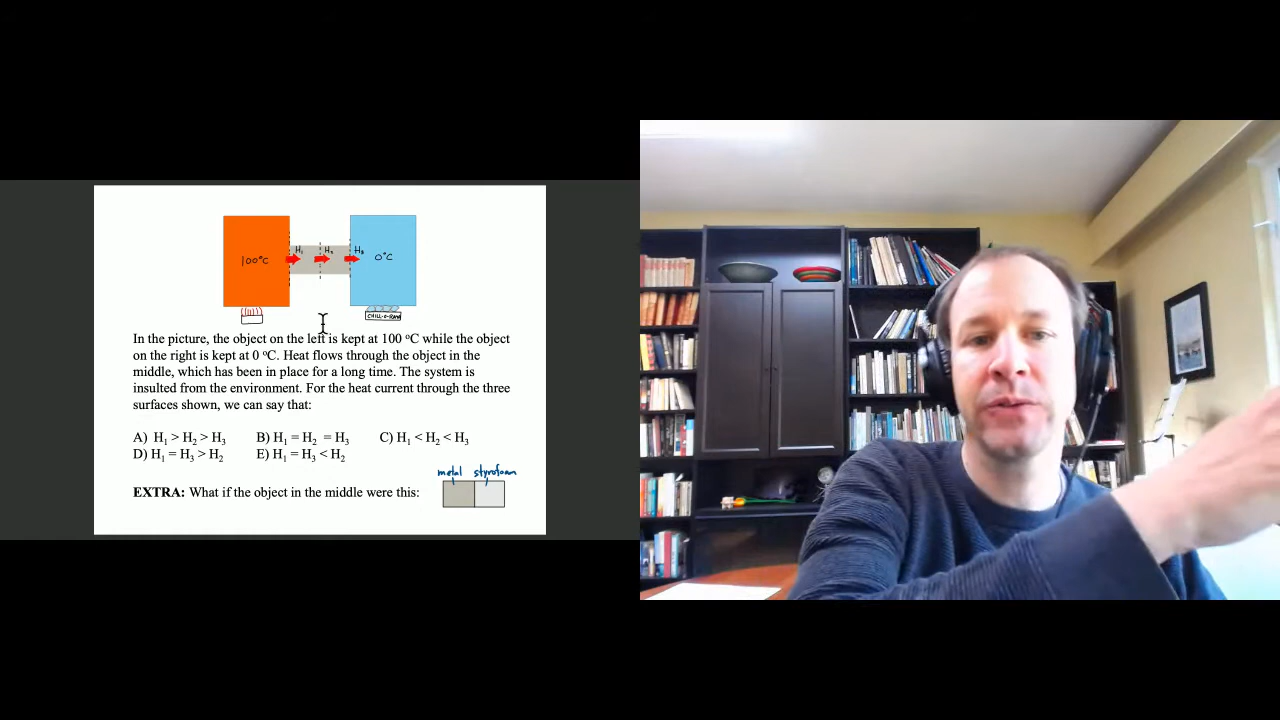 100°C
H₁
H₂
H₃
0°C
CHILL-O-RAMA
In the picture, the object on the left is kept at 100 °C while the object
on the right is kept at 0 °C. Heat flows through the object in the
middle, which has been in place for a long time. The system is
insulted from the environment. For the heat current through the three
surfaces shown, we can say that:
A) H₁ > H₂ > H₃ B) H₁ = H₂ = H₃ C) H₁ < H₂ < H₃
D) H₁ = H₃ > H₂ E) H₁ = H₃ < H₂
metal styrofoam
EXTRA: What if the object in the middle were this: